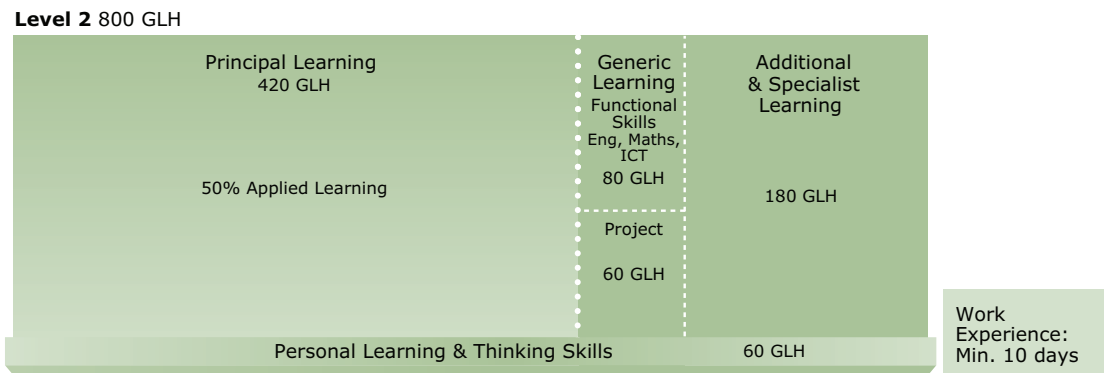 Level 2 800 GLH
Principal Learning
420 GLH
50% Applied Learning
Generic
Learning
Functional
Skills
Eng, Maths,
ICT
80 GLH
Project
60 GLH
Additional
& Specialist
Learning
180 GLH
Personal Learning & Thinking Skills 60 GLH
Work
Experience:
Min. 10 days